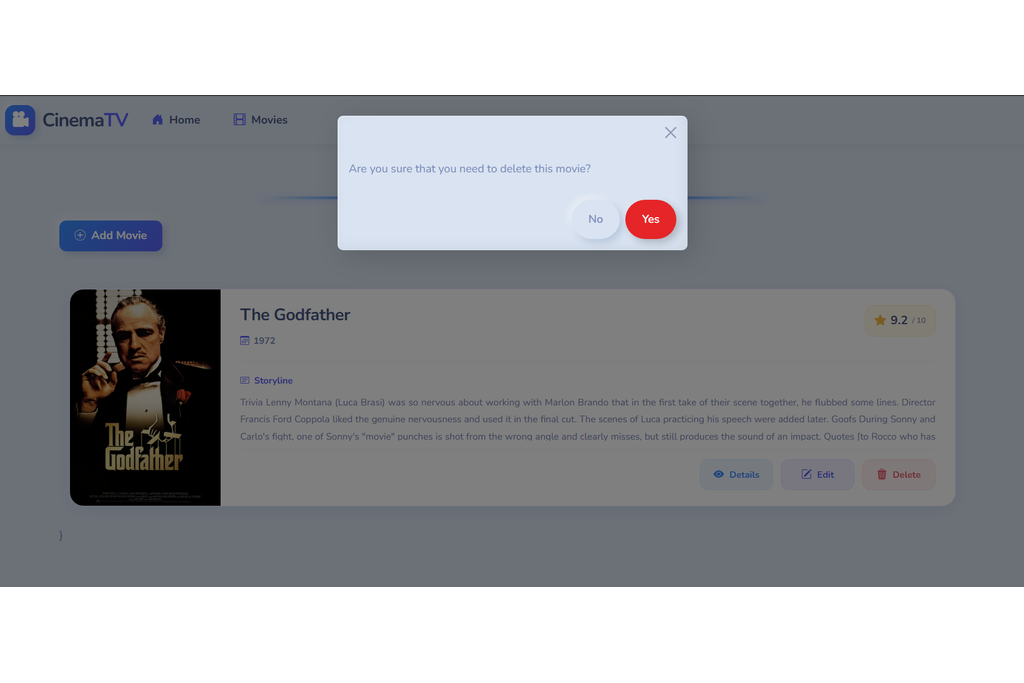 CinemaTV
Home
Movies
Are you sure that you need to delete this movie?
No
Yes
Add Movie
The Godfather
9.2 / 10
1972
Storyline
Trivia Lenny Montana (Luca Brasi) was so nervous about working with Marlon Brando that in the first take of their scene together, he flubbed some lines. Director
Francis Ford Coppola liked the genuine nervousness and used it in the final cut. The scenes of Luca practicing his speech were added later. Goofs During Sonny and
Carlo's fight, one of Sonny's "movie" punches is shot from the wrong angle and clearly misses, but still produces the sound of an impact. Quotes [to Rocco who has
The
Godfather
Details
Edit
Delete
}